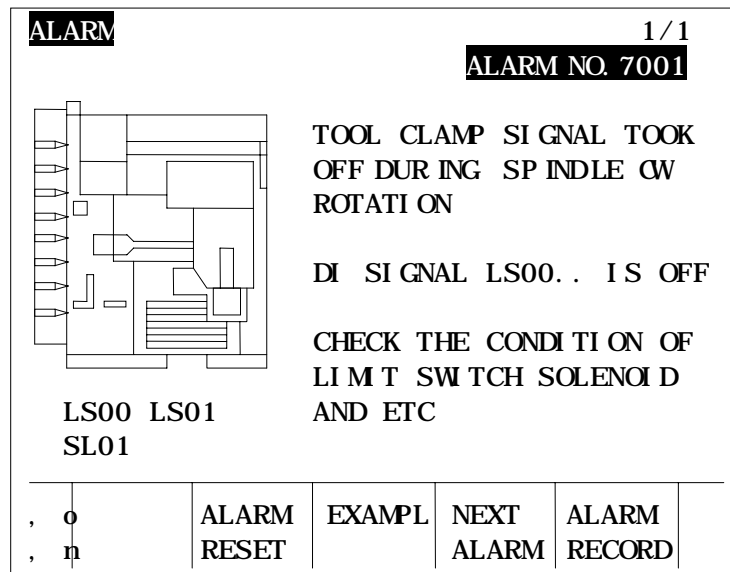 ALARM 1/1
ALARM NO. 7001
TOOL CLAMP SIGNAL TOOK
OFF DURING SPINDLE CW
ROTATION
DI SIGNAL LS00.. IS OFF
CHECK THE CONDITION OF
LIMIT SWITCH SOLENOID
AND ETC
LS00 LS01
SL01
, o ALARM EXAMPL NEXT ALARM
, n RESET ALARM RECORD